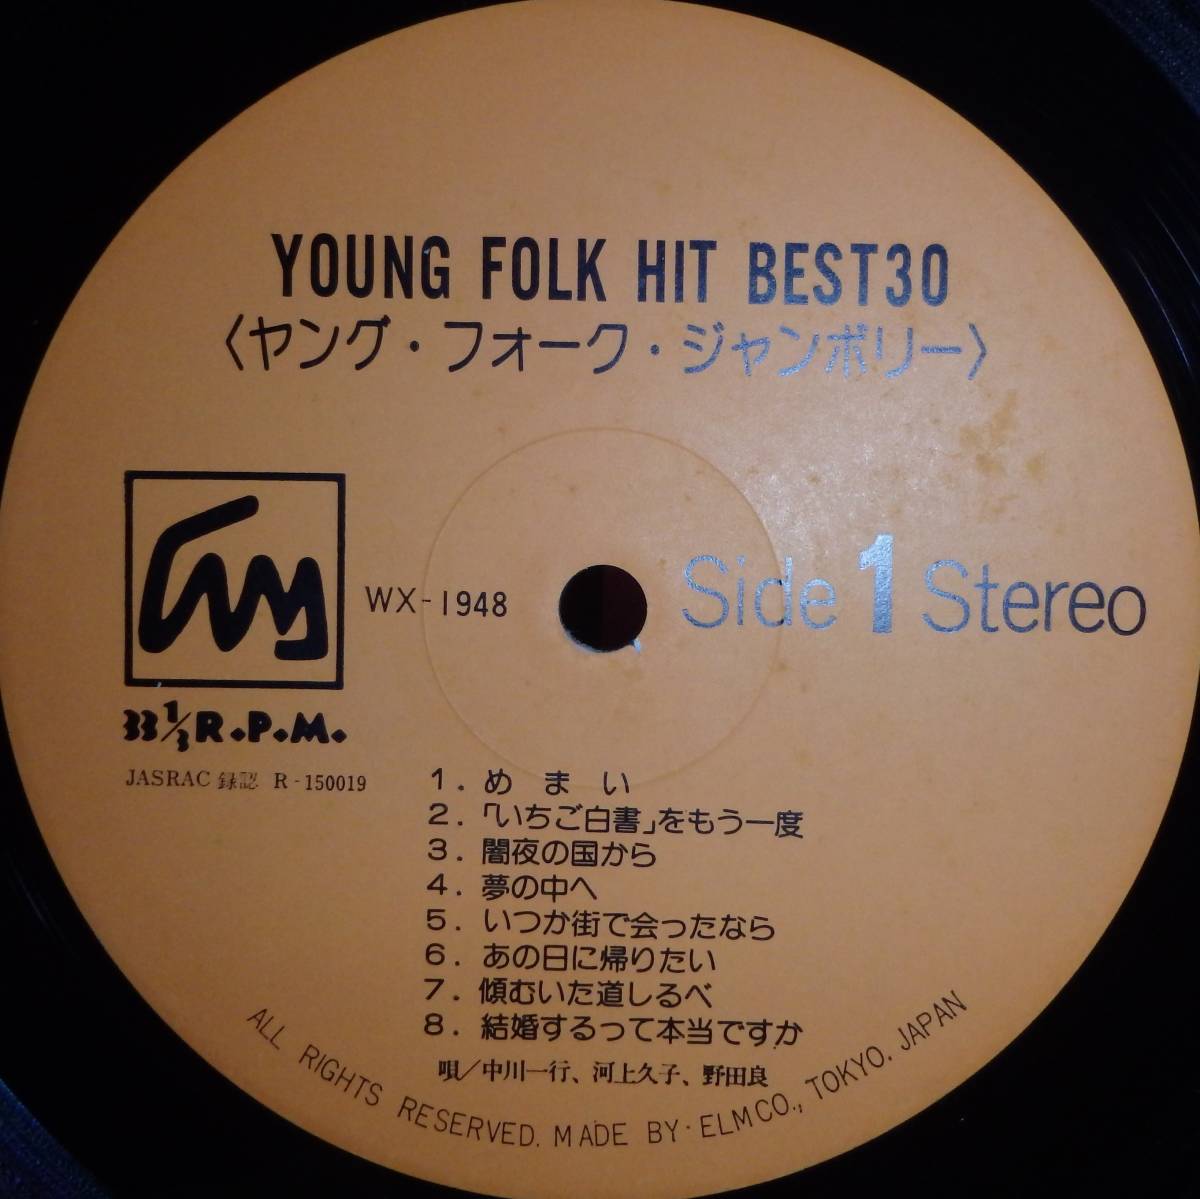 YOUNG FOLK HIT BEST30
〈ヤング・フォーク・ジャンボリー〉
WX-1948
Side 1 Stereo
33 1/3 R.P.M.
JASRAC 録認 R-150019
1. めまい
2. 「いちご白書」をもう一度
3. 闇夜の国から
4. 夢の中へ
5. いつか街で会ったなら
6. あの日に帰りたい
7. 傾むいた道しるべ
8. 結婚するって本当ですか
唄／中川一行、河上久子、野田良
ALL RIGHTS RESERVED. MADE BY・ELM CO., TOKYO. JAPAN